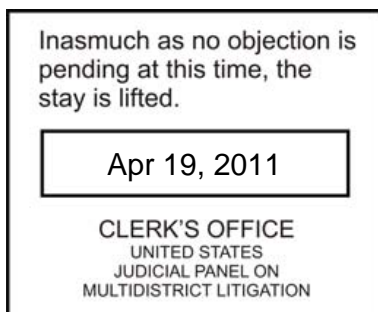 Inasmuch as no objection is
pending at this time, the
stay is lifted.
Apr 19, 2011
CLERK'S OFFICE
UNITED STATES
JUDICIAL PANEL ON
MULTIDISTRICT LITIGATION